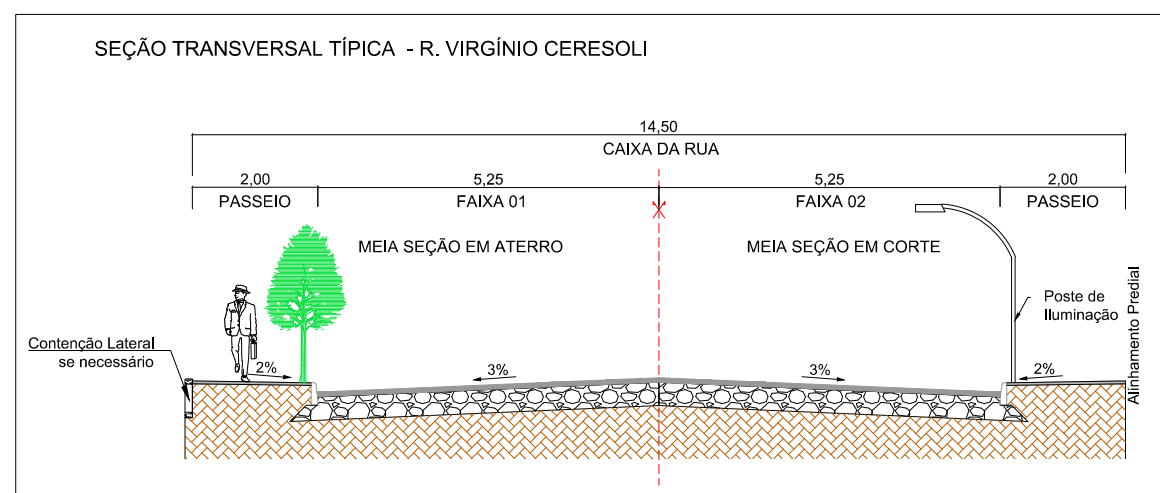 SEÇÃO TRANSVERSAL TÍPICA - R. VIRGÍNIO CERESOLI
14,50
CAIXA DA RUA
2,00
5,25
5,25
2,00
PASSEIO
FAIXA 01
FAIXA 02
PASSEIO
MEIA SEÇÃO EM ATERRO
MEIA SEÇÃO EM CORTE
Poste de
Iluminação
Alinhamento Predial
Contenção Lateral
se necessário
2%
3%
3%
2%